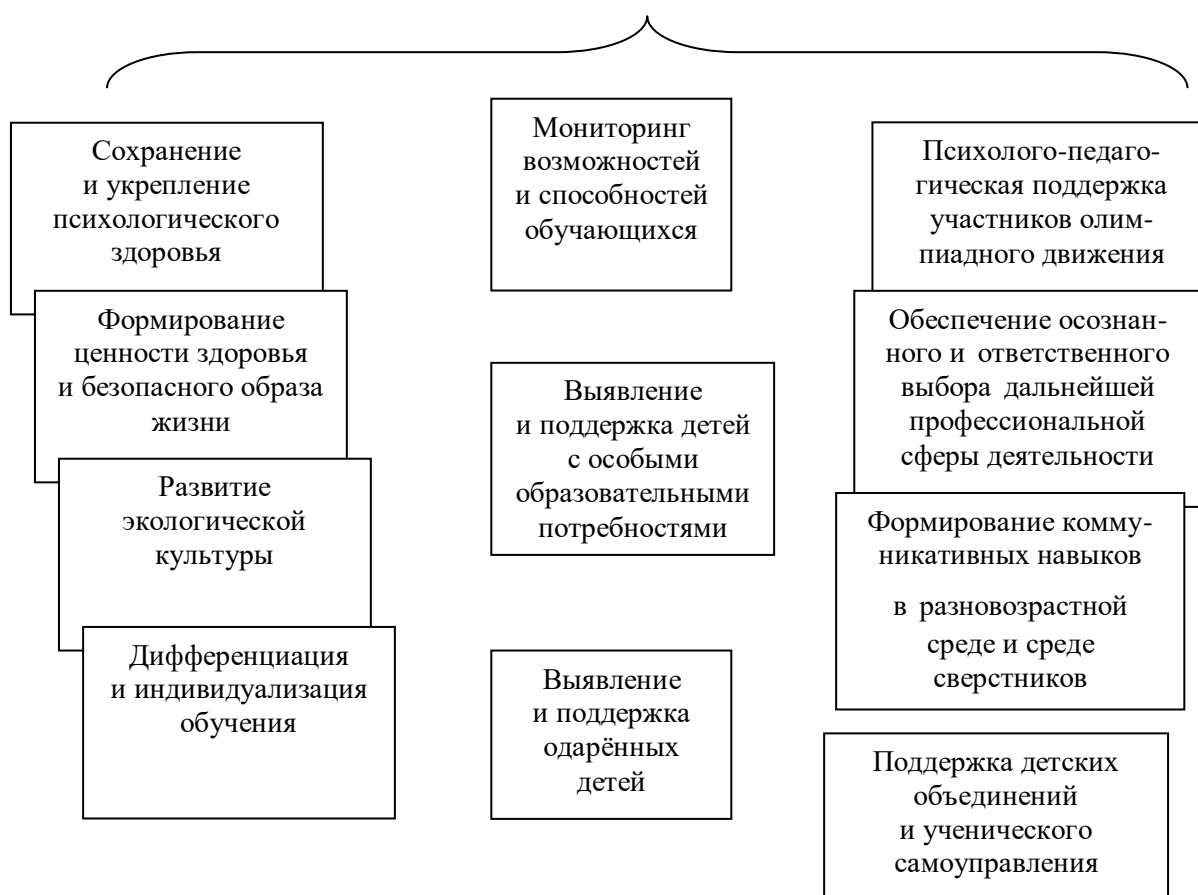 Сохранение
и укрепление
психологического
здоровья
Формирование
ценности здоровья
и безопасного образа
жизни
Развитие
экологической
культуры
Дифференциация
и индивидуализация
обучения
Мониторинг
возможностей
и способностей
обучающихся
Выявление
и поддержка детей
с особыми
образовательными
потребностями
Выявление
и поддержка
одарённых
детей
Психолого-педаго-
гическая поддержка
участников олим-
пиадного движения
Обеспечение осознан-
ного и ответственного
выбора дальнейшей
профессиональной
сферы деятельности
Формирование комму-
никативных навыков
в разновозрастной
среде и среде
сверстников
Поддержка детских
объединений
и ученического
самоуправления